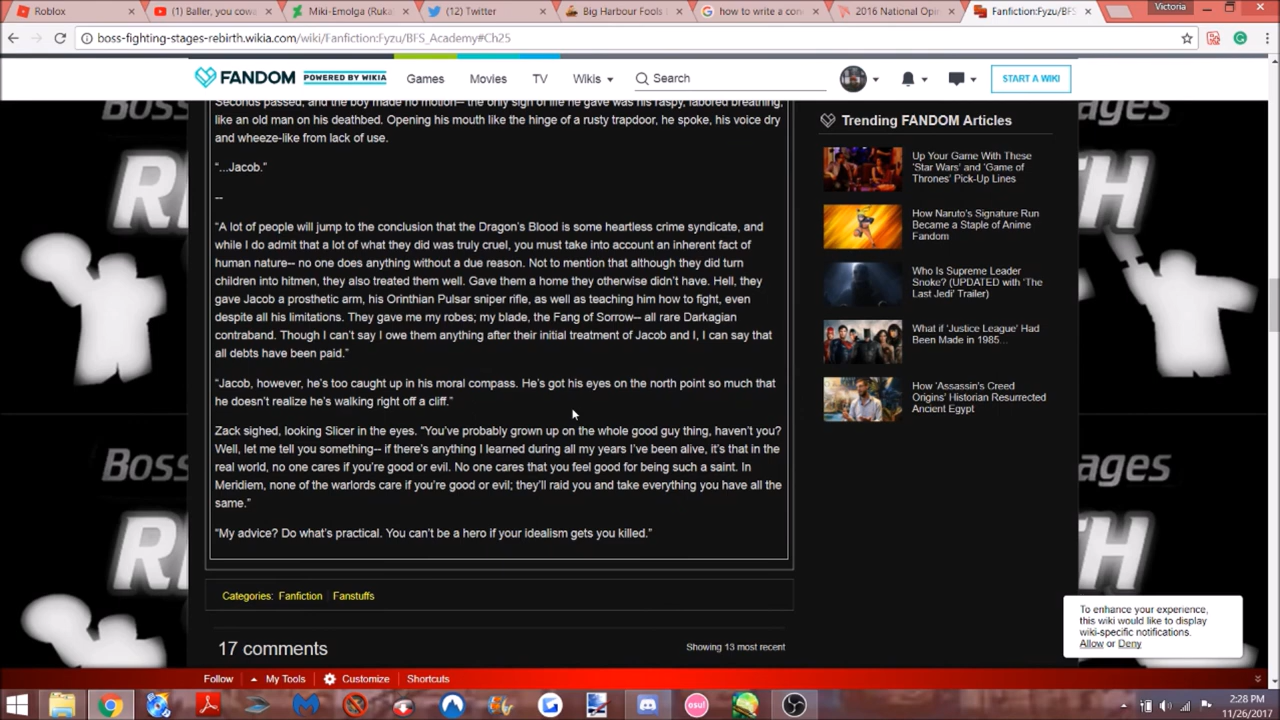 Roblox
(1) Baller, you cow
Miki-Emolga (Ruka
(12) Twitter
Big Harbour Fools
how to write a con
2016 National Op
Fanfiction:Fyzu/BFS
Victoria
boss-fighting-stages-rebirth.wikia.com/wiki/Fanfiction:Fyzu/BFS_Academy#Ch25
FANDOM POWERED BY WIKIA Games Movies TV Wikis Search START A WIKI
Seconds passed, and the boy made no motion-- the only sign of life he gave was his raspy, labored breathing,
like an old man on his deathbed. Opening his mouth like the hinge of a rusty trapdoor, he spoke, his voice dry
and wheeze-like from lack of use.
“...Jacob.”
--
“A lot of people will jump to the conclusion that the Dragon’s Blood is some heartless crime syndicate, and
while I do admit that a lot of what they did was truly cruel, you must take into account an inherent fact of
human nature-- no one does anything without a due reason. Not to mention that although they did turn
children into hitmen, they also treated them well. Gave them a home they otherwise didn’t have. Hell, they
gave Jacob a prosthetic arm, his Orinthian Pulsar sniper rifle, as well as teaching him how to fight, even
despite all his limitations. They gave me my robes; my blade, the Fang of Sorrow-- all rare Darkagian
contraband. Though I can’t say I owe them anything after their initial treatment of Jacob and I, I can say that
all debts have been paid.”
“Jacob, however, he’s too caught up in his moral compass. He’s got his eyes on the north point so much that
he doesn’t realize he’s walking right off a cliff.”
Zack sighed, looking Slicer in the eyes. “You’ve probably grown up on the whole good guy thing, haven’t you?
Well, let me tell you something-- if there’s anything I learned during all my years I’ve been alive, it’s that in the
real world, no one cares if you’re good or evil. No one cares that you feel good for being such a saint. In
Meridiem, none of the warlords care if you’re good or evil; they’ll raid you and take everything you have all the
same.”
“My advice? Do what’s practical. You can’t be a hero if your idealism gets you killed.”
Categories: Fanfiction Fanstuffs
17 comments
Showing 13 most recent
Trending FANDOM Articles
Up Your Game With These
'Star Wars' and 'Game of
Thrones' Pick-Up Lines
How Naruto's Signature Run
Became a Staple of Anime
Fandom
Who Is Supreme Leader
Snoke? (UPDATED with 'The
Last Jedi' Trailer)
What if 'Justice League' Had
Been Made in 1985...
How 'Assassin's Creed
Origins' Historian Resurrected
Ancient Egypt
To enhance your experience,
this wiki would like to display
wiki-specific notifications.
Allow or Deny
Follow My Tools Customize Shortcuts
osu!
2:28 PM
11/26/2017